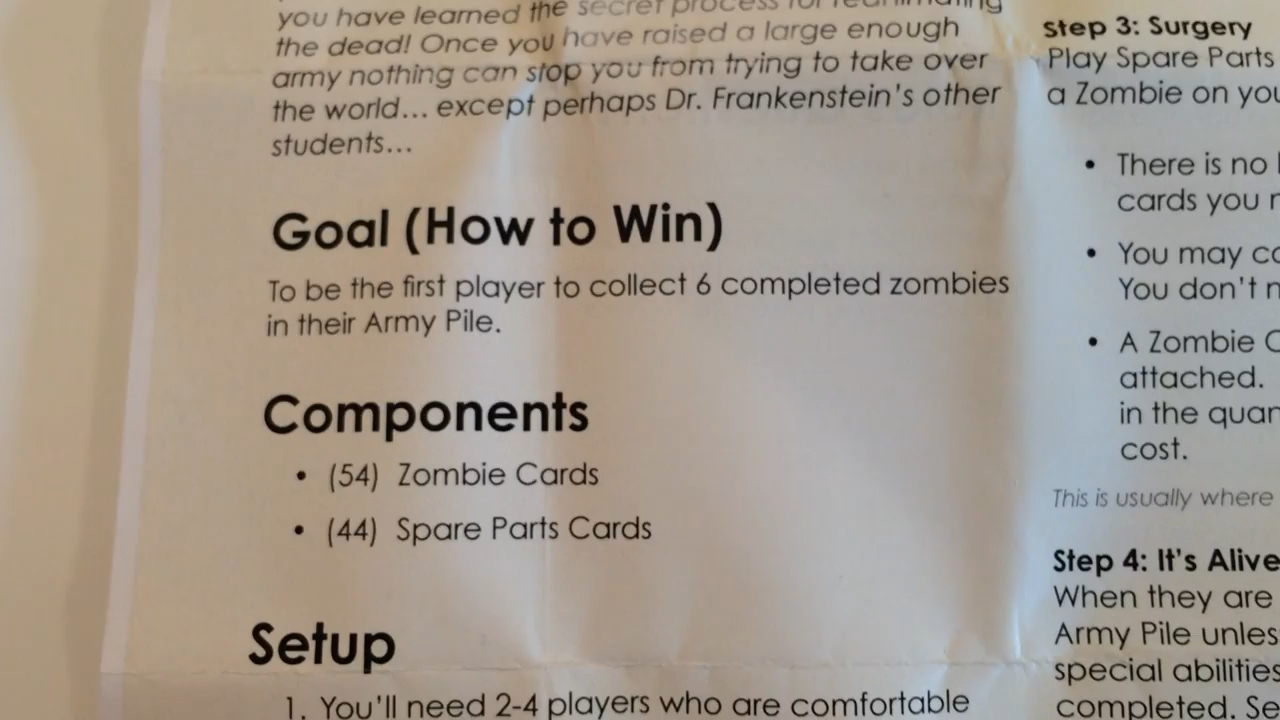 you have learned the secret process for reanimating
the dead! Once you have raised a large enough
army nothing can stop you from trying to take over
the world... except perhaps Dr. Frankenstein's other
students...
Goal (How to Win)
To be the first player to collect 6 completed zombies
in their Army Pile.
Components
• (54) Zombie Cards
• (44) Spare Parts Cards
Setup
1. You'll need 2-4 players who are comfortable
Step 3: Surgery
Play Spare Parts
a Zombie on you
• There is no
cards you
• You may
You don't
• A Zombie
attached.
in the
cost.
This is usually where
Step 4: It's Alive
When they are
Army Pile
special abilities
completed.